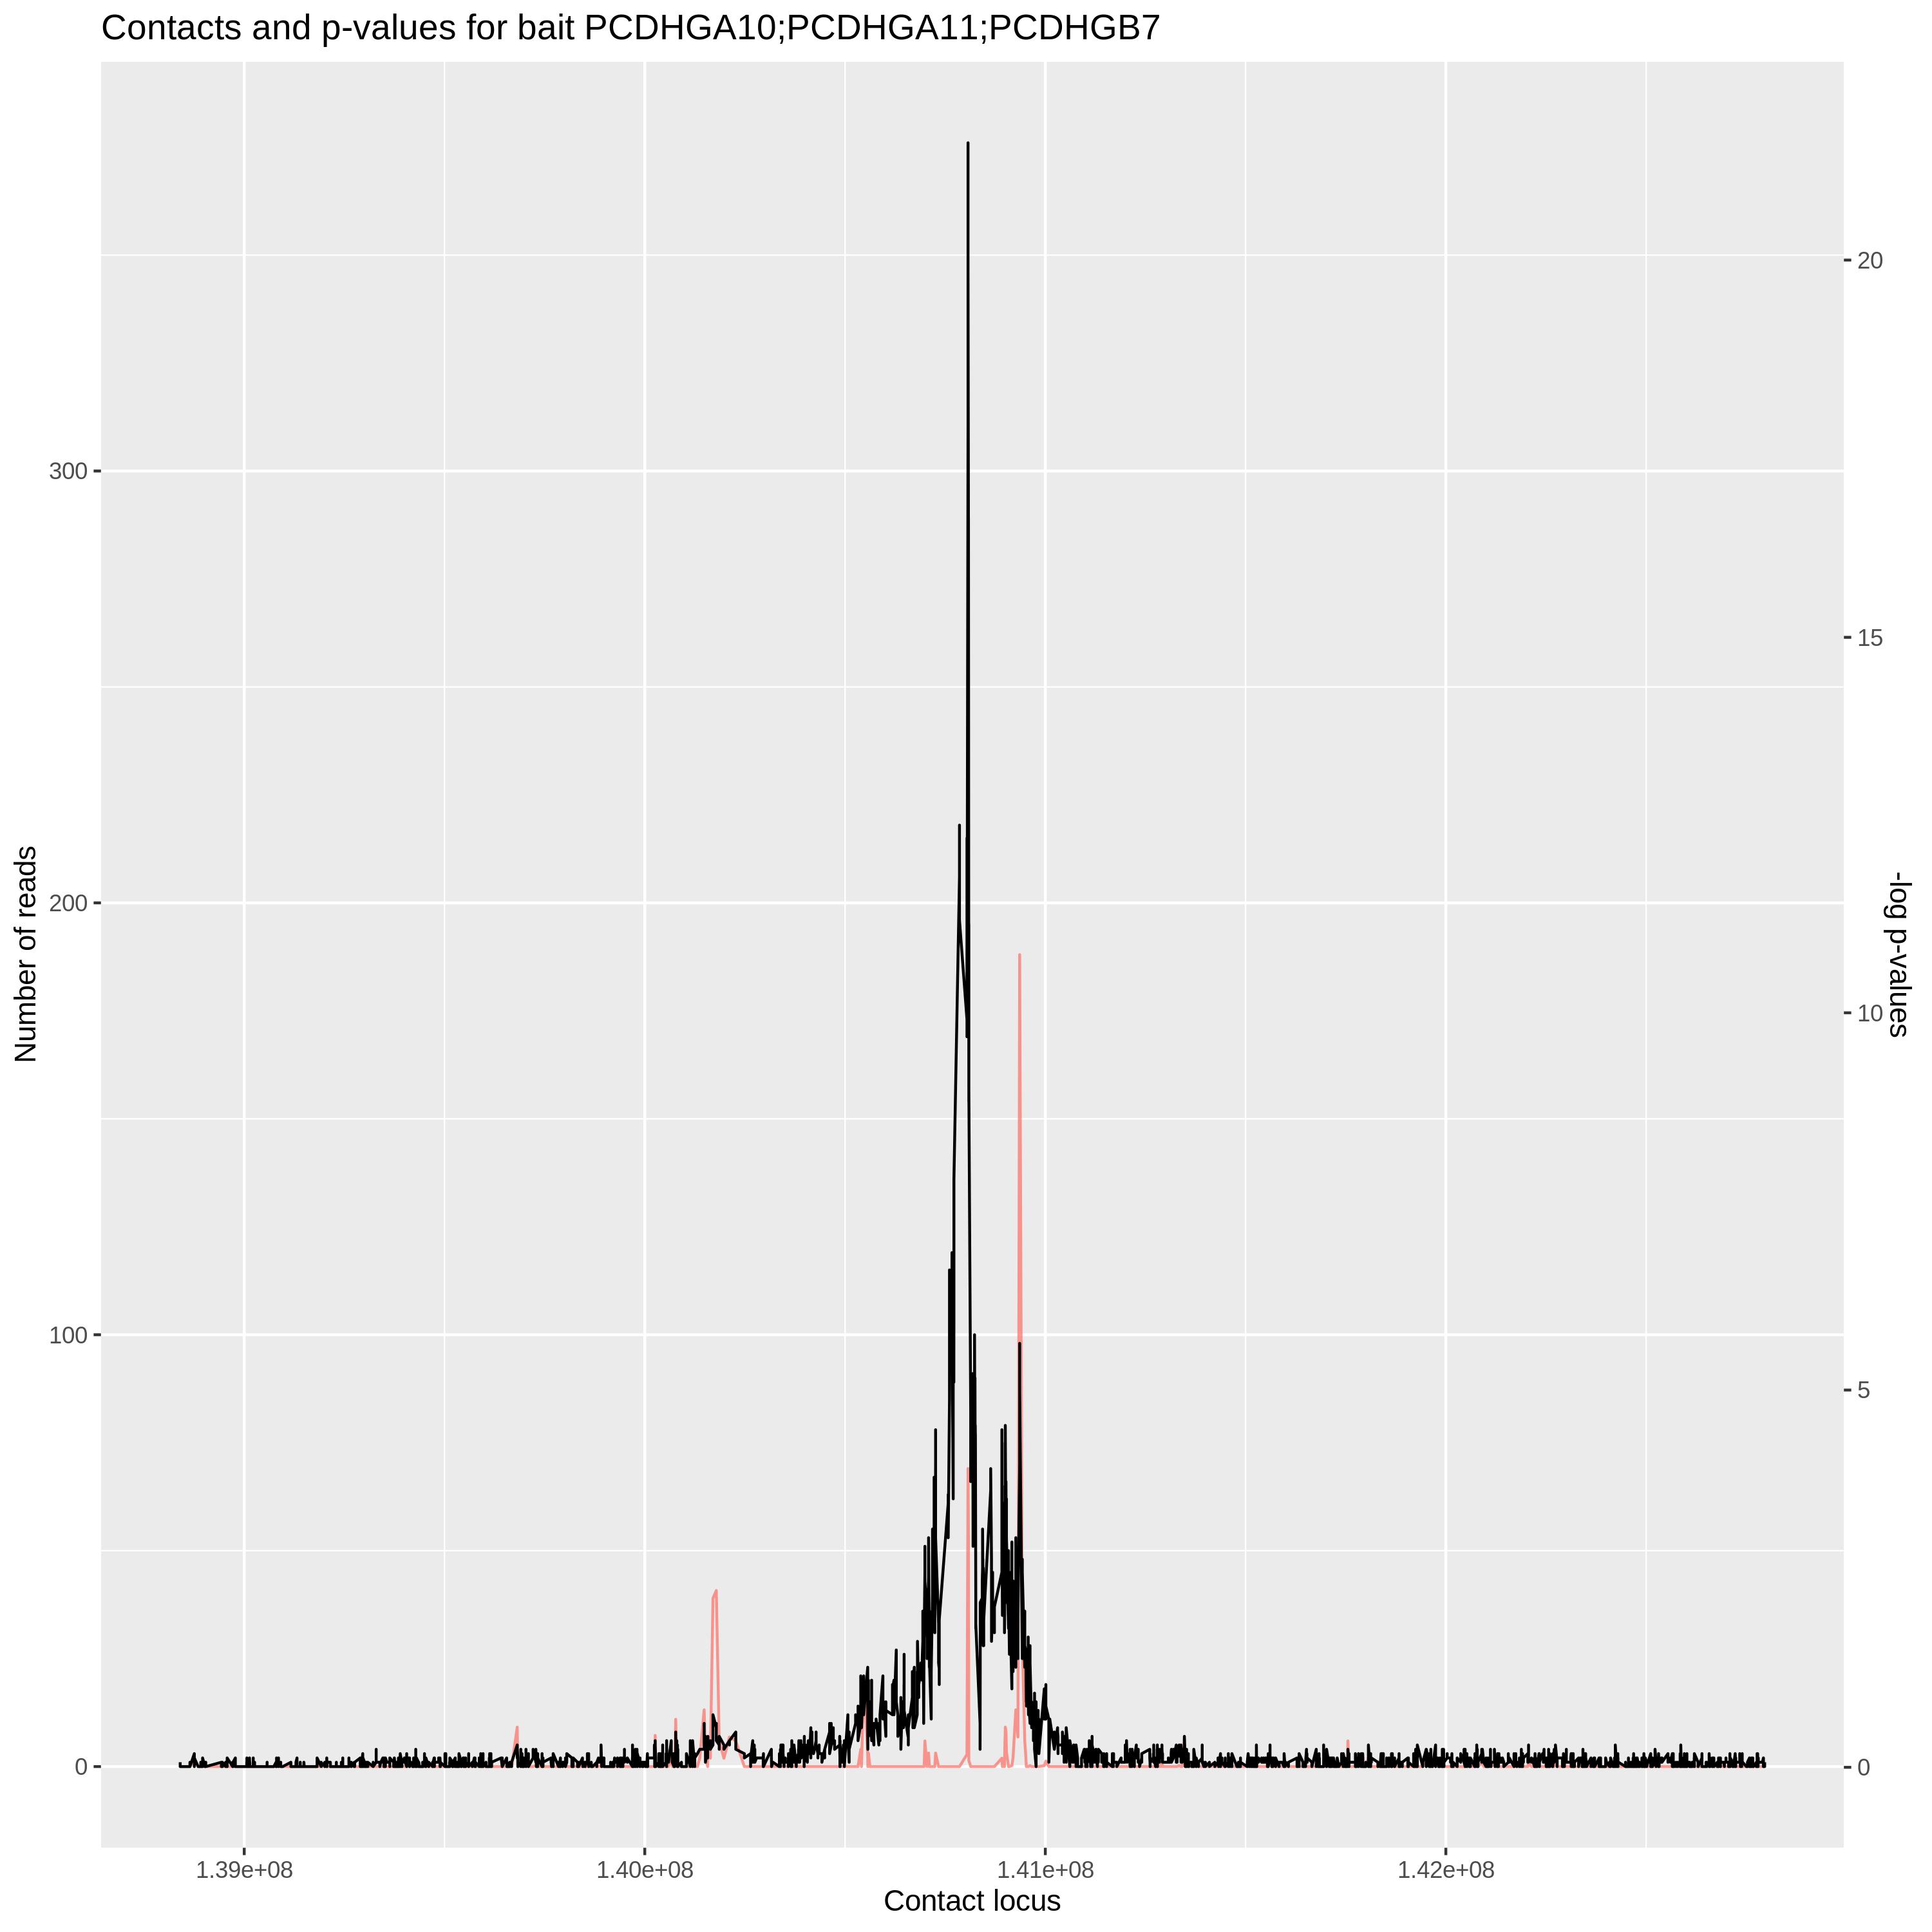 Contacts and p-values for bait PCDHGA10;PCDHGA11;PCDHGB7
Number of reads
300
200
100
0
20
15
10
5
0
-log p-values
1.39e+08
1.40e+08
1.41e+08
1.42e+08
Contact locus